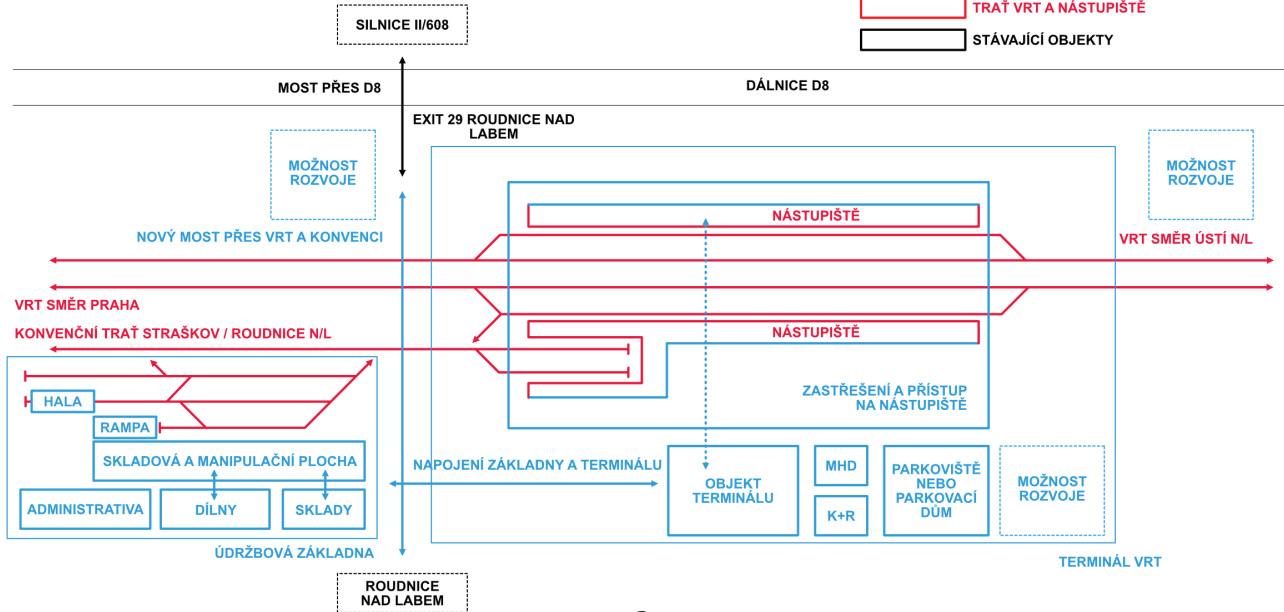 TRAŤ VRT A NÁSTUPIŠTĚ
SILNICE II/608
STÁVAJÍCÍ OBJEKTY
MOST PŘES D8
DÁLNICE D8
EXIT 29 ROUDNICE NAD
LABEM
MOŽNOST
ROZVOJE
MOŽNOST
ROZVOJE
NÁSTUPIŠTĚ
NOVÝ MOST PŘES VRT A KONVENCI
VRT SMĚR ÚSTÍ N/L
VRT SMĚR PRAHA
KONVENČNÍ TRAŤ STRAŠKOV / ROUDNICE N/L
NÁSTUPIŠTĚ
HALA
ZASTŘEŠENÍ A PŘÍSTUP
NA NÁSTUPIŠTĚ
RAMPA
SKLADOVÁ A MANIPULAČNÍ PLOCHA
NAPOJENÍ ZÁKLADNY A TERMINÁLU
OBJEKT
TERMINÁLU
MHD
K+R
PARKOVIŠTĚ
NEBO
PARKOVACÍ
DŮM
MOŽNOST
ROZVOJE
ADMINISTRATIVA
DÍLNY
SKLADY
ÚDRŽBOVÁ ZÁKLADNA
TERMINÁL VRT
ROUDNICE
NAD LABEM